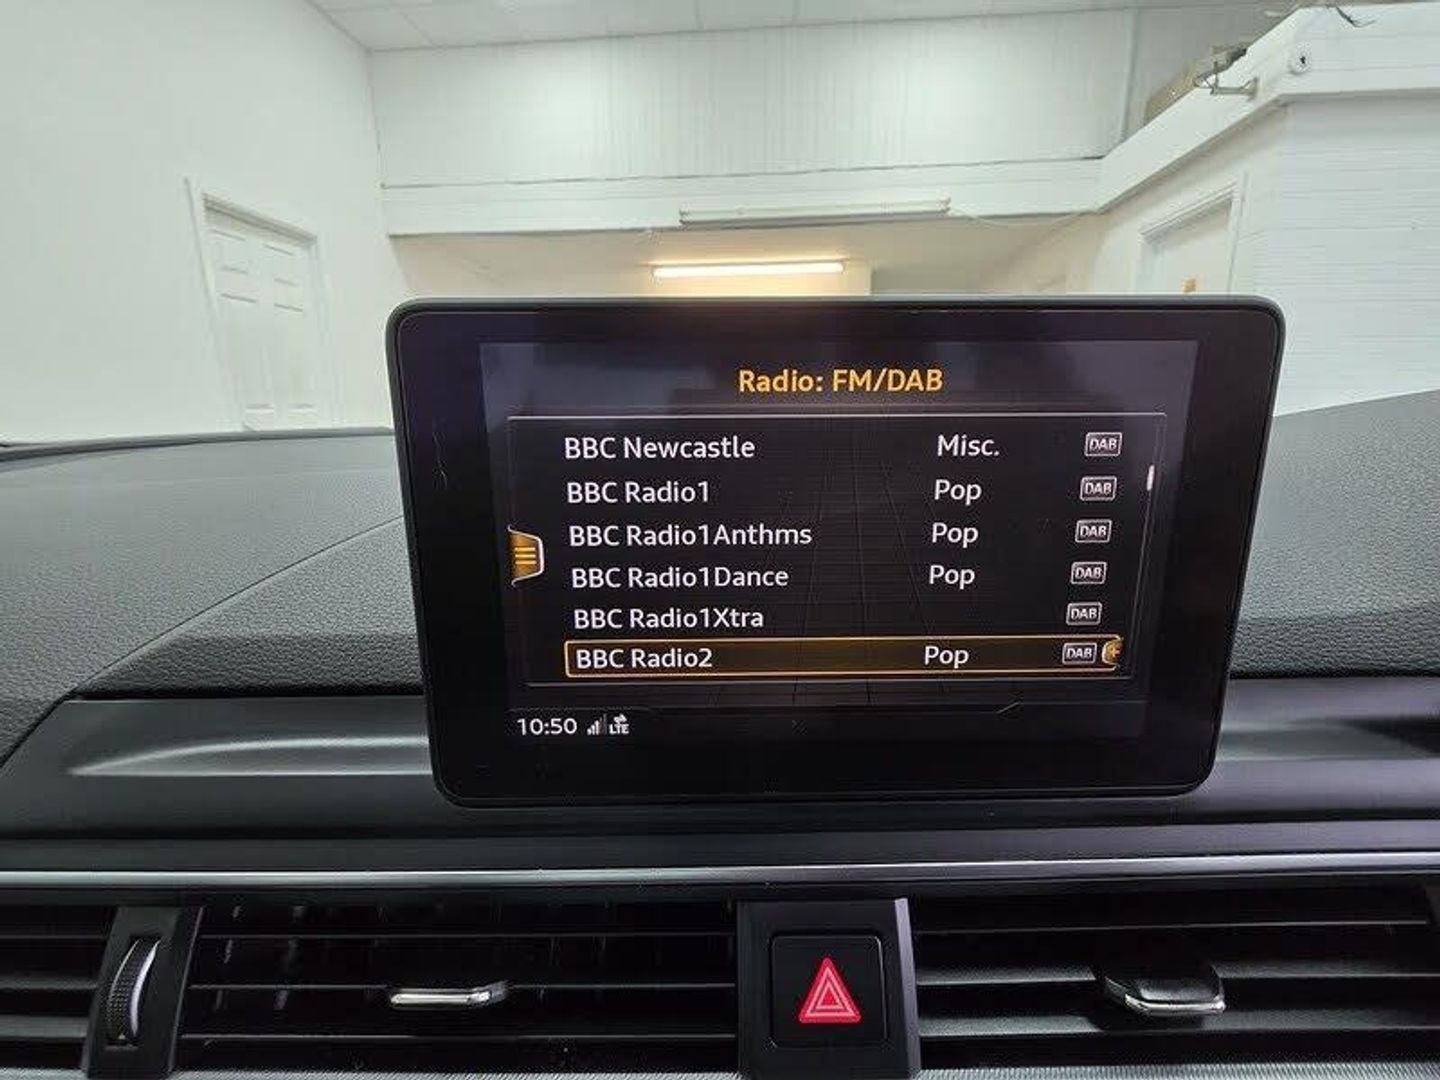 Radio: FM/DAB
BBC Newcastle Misc. DAB
BBC Radio1 Pop DAB
BBC Radio1Anthms Pop DAB
BBC Radio1Dance Pop DAB
BBC Radio1Xtra DAB
BBC Radio2 Pop DAB
10:50 LTE